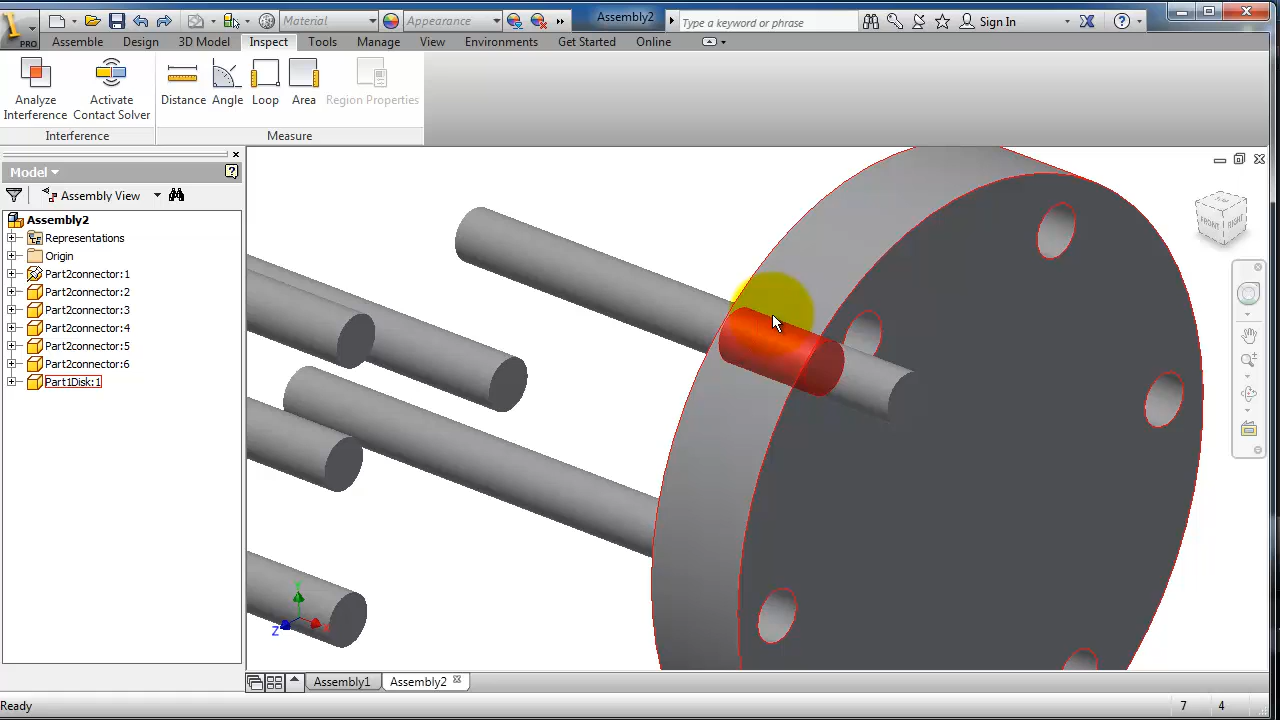 Material
Appearance
Assembly2
Type a keyword or phrase
Sign In
PRO
Assemble
Design
3D Model
Inspect
Tools
Manage
View
Environments
Get Started
Online
Analyze
Interference
Activate
Contact Solver
Distance
Angle
Loop
Area
Region Properties
Interference
Measure
Model
Assembly View
Assembly2
Representations
Origin
Part2connector:1
Part2connector:2
Part2connector:3
Part2connector:4
Part2connector:5
Part2connector:6
Part1Disk:1
FRONT
RIGHT
Z
Assembly1
Assembly2
Ready
7
4